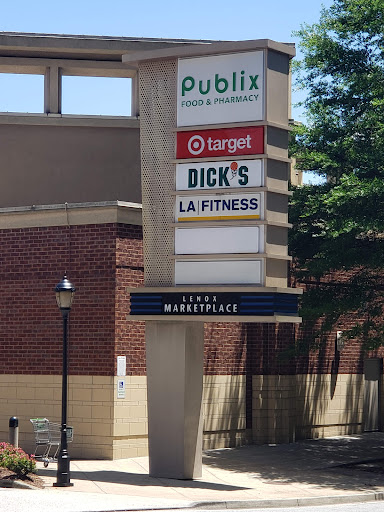 Publix
FOOD & PHARMACY
target
DICK'S
LA FITNESS
LENOX
MARKETPLACE